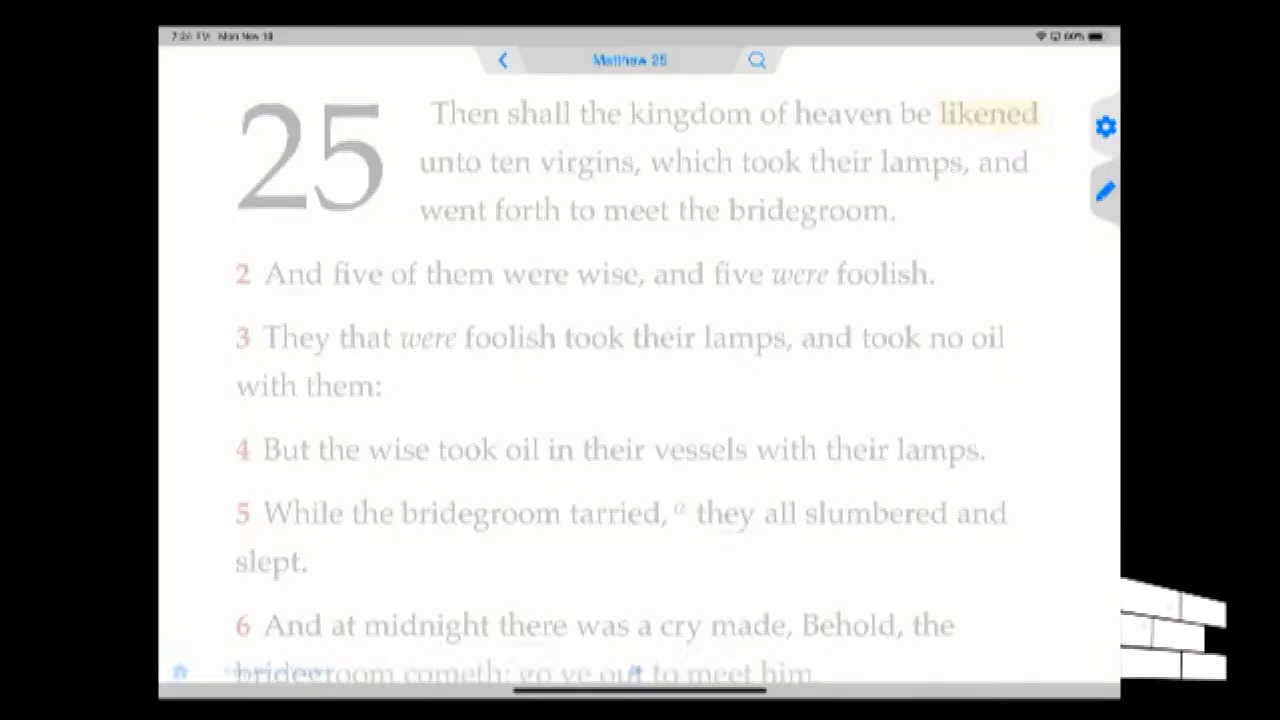 Mon Nov 18
60%
Matthew 25
25 Then shall the kingdom of heaven be likened
unto ten virgins, which took their lamps, and
went forth to meet the bridegroom.
2 And five of them were wise, and five were foolish.
3 They that were foolish took their lamps, and took no oil
with them:
4 But the wise took oil in their vessels with their lamps.
5 While the bridegroom tarried, a they all slumbered and
slept.
6 And at midnight there was a cry made, Behold, the
bridegroom cometh; go ye out to meet him.